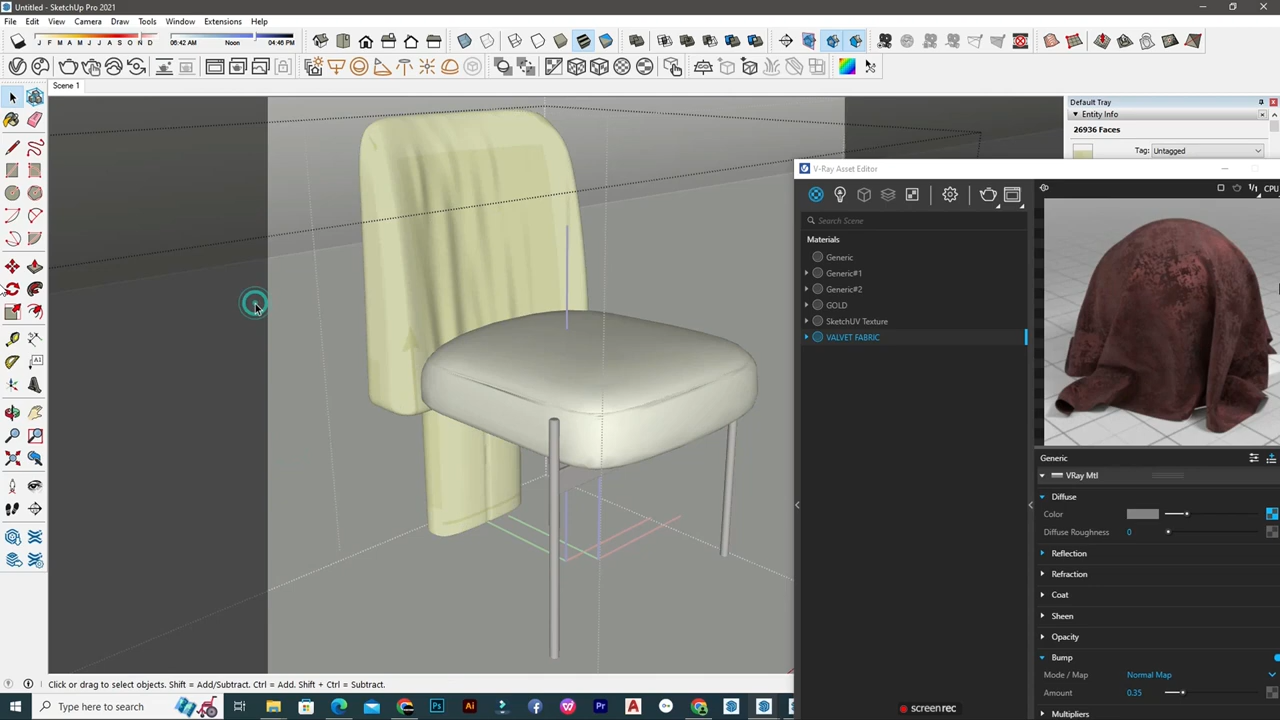 Untitled - SketchUp Pro 2021
File Edit View Camera Draw Tools Window Extensions Help
J F M A M J J A S O N D 06:42 AM Noon 04:46 PM
Scene 1
Default Tray
Entity Info
26936 Faces
Tag: Untagged
V-Ray Asset Editor
1/1 CPU
Search Scene
Materials
Generic
Generic#1
Generic#2
GOLD
SketchUV Texture
VALVET FABRIC
Generic
VRay Mtl
Diffuse
Color
Diffuse Roughness 0
Reflection
Refraction
Coat
Sheen
Opacity
Bump
Mode / Map Normal Map
Amount 0.35
Multipliers
Click or drag to select objects. Shift = Add/Subtract. Ctrl = Add. Shift + Ctrl = Subtract.
Type here to search
screenrec